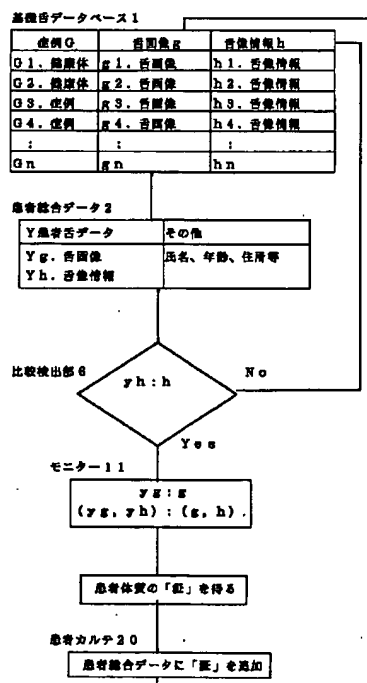 基礎舌データベース1
症例G 舌画像g 舌像情報h
G1．健康体 g1．舌画像 h1．舌像情報
G2．健康体 g2．舌画像 h2．舌像情報
G3．症例 g3．舌画像 h3．舌像情報
G4．症例 g4．舌画像 h4．舌像情報
： ： ：
Gn gn hn
患者総合データ2
Y患者舌データ その他
Yg．舌画像 氏名、年齢、住所等
Yh．舌像情報
比較検出部6
yh：h
No
Yes
モニター11
yg：g
(yg，yh)：(g，h)．
患者体質の「証」を得る
患者カルテ20
患者総合データに「証」を追加